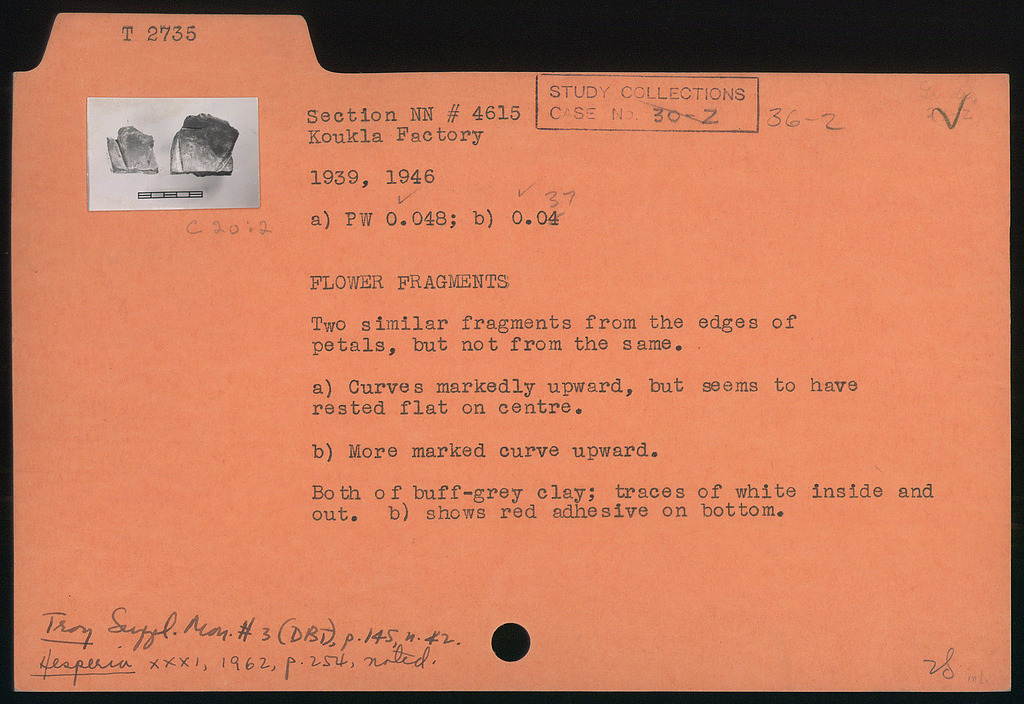 T 2735
STUDY COLLECTIONS
CASE No. 30-Z
36-2
Section NN # 4615
Koukla Factory
1939, 1946
37
a) PW 0.048; b) 0.04
C 20:2
FLOWER FRAGMENTS
Two similar fragments from the edges of
petals, but not from the same.
a) Curves markedly upward, but seems to have
rested flat on centre.
b) More marked curve upward.
Both of buff-grey clay; traces of white inside and
out. b) shows red adhesive on bottom.
Troy Suppl. Mon. # 3 (DBT), p. 145, n. 42.
Hesperia XXXI, 1962, p. 254, noted.